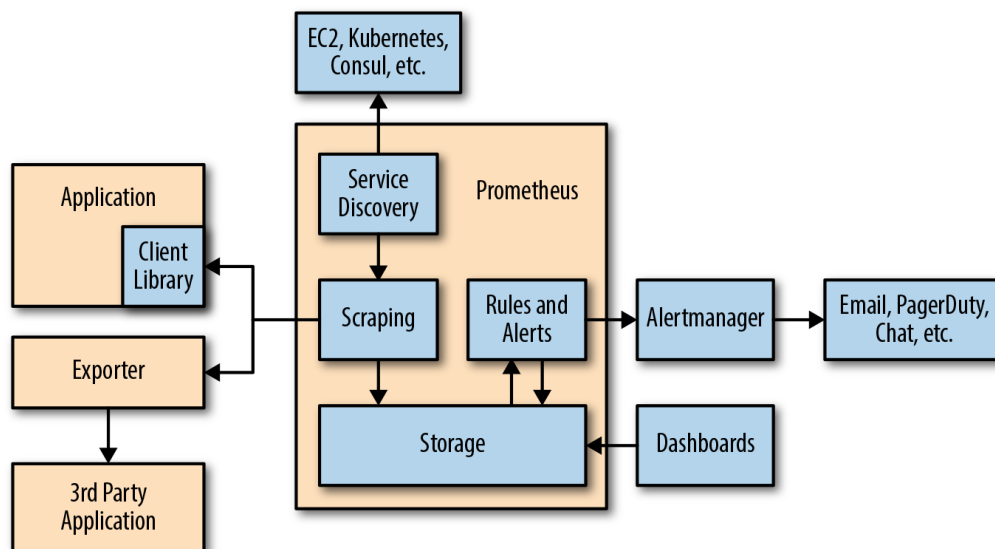 EC2, Kubernetes,
Consul, etc.
Application
Client
Library
Service
Discovery
Prometheus
Scraping
Rules and
Alerts
Alertmanager
Email, PagerDuty,
Chat, etc.
Exporter
Storage
Dashboards
3rd Party
Application